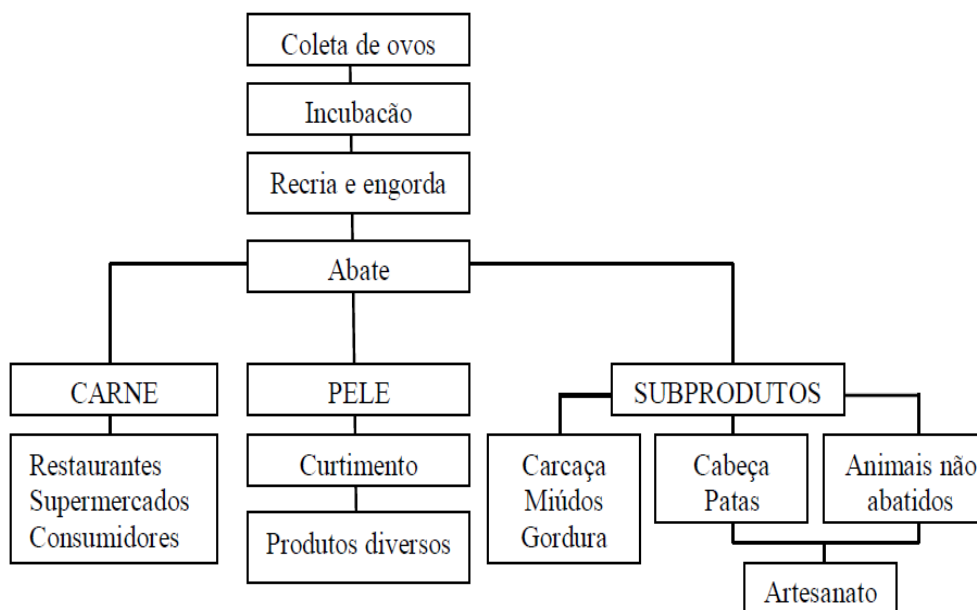 Coleta de ovos
Incubacão
Recria e engorda
Abate
CARNE
PELE
SUBPRODUTOS
Restaurantes
Supermercados
Consumidores
Curtimento
Produtos diversos
Carcaça
Miúdos
Gordura
Cabeça
Patas
Animais não
abatidos
Artesanato